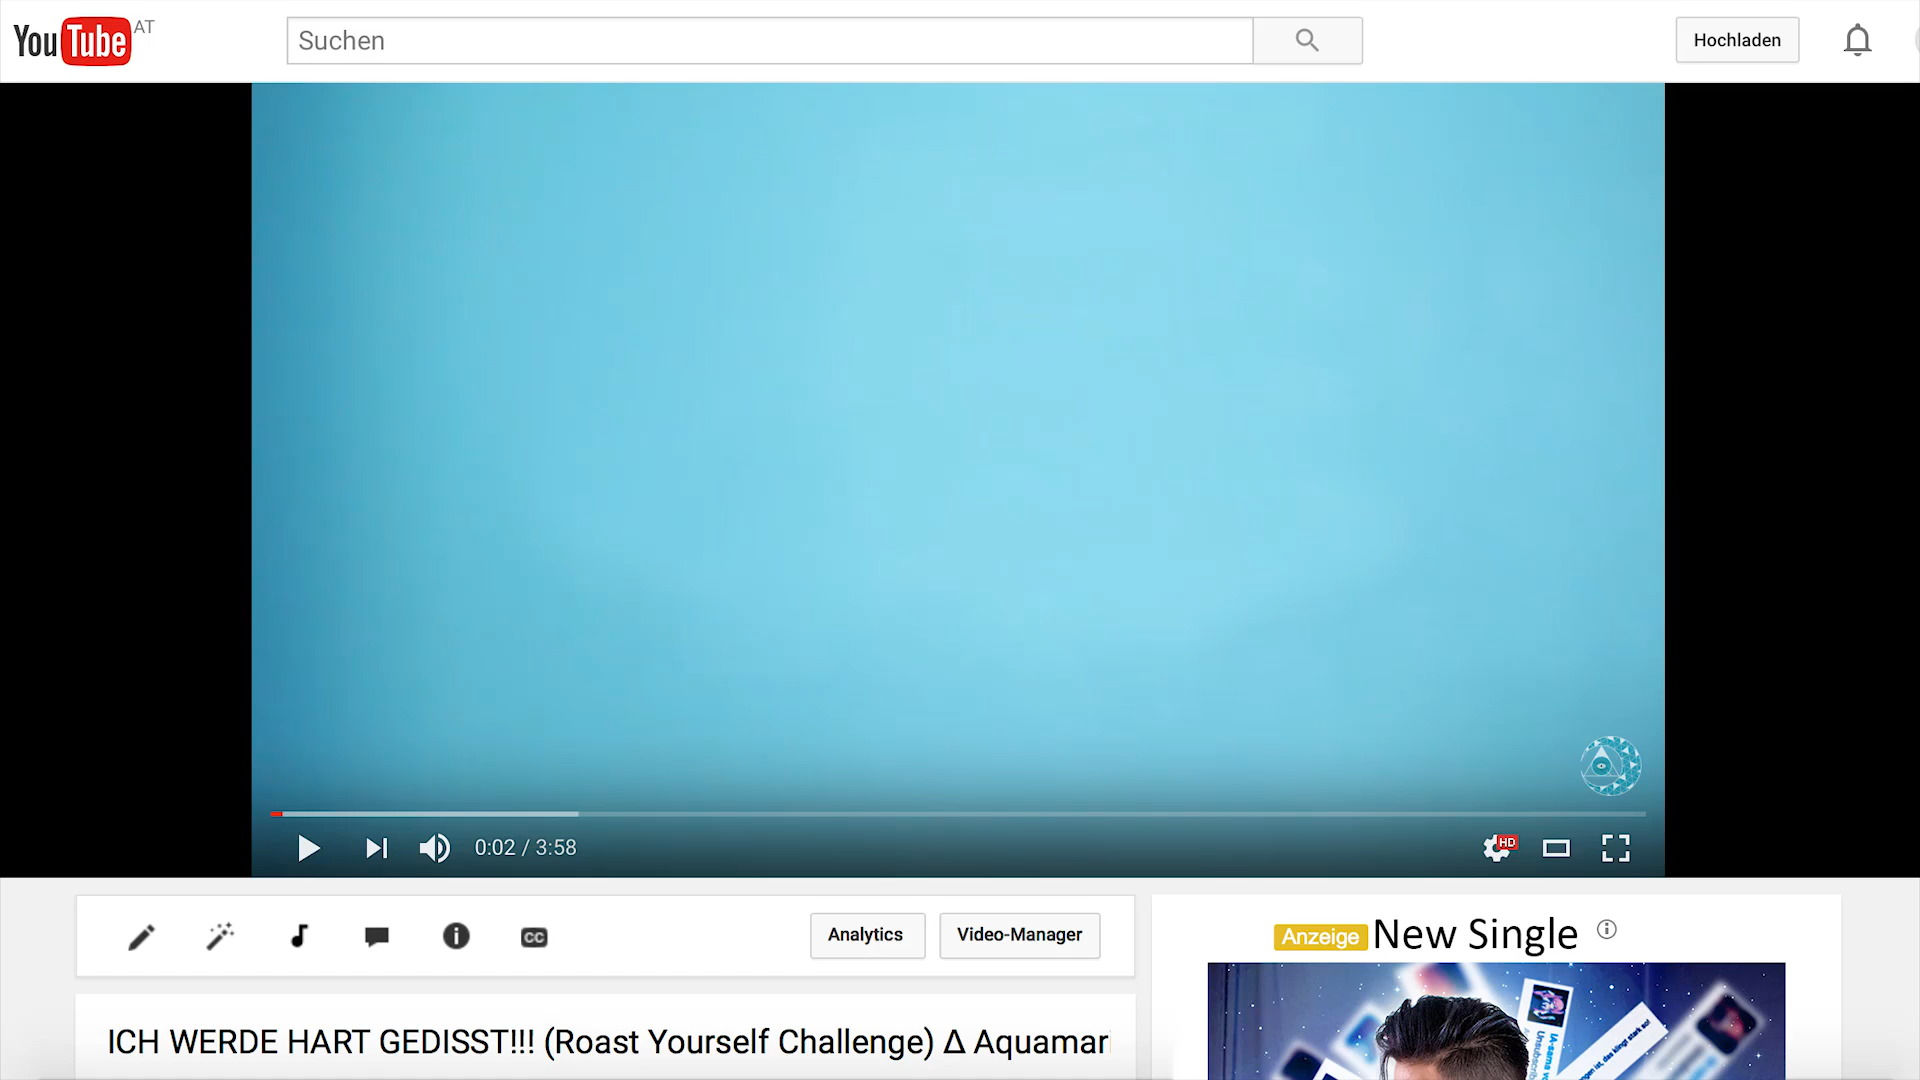 YouTube AT
Suchen
Hochladen
HD
0:02 / 3:58
CC
Analytics
Video-Manager
Anzeige New Single
ICH WERDE HART GEDISST!!! (Roast Yourself Challenge) Δ Aquamar